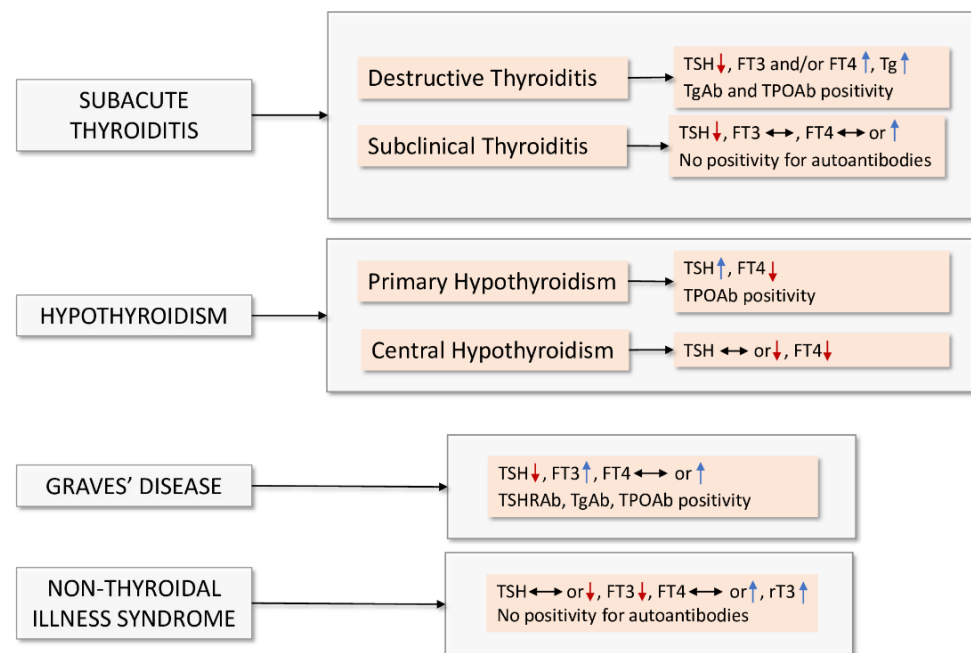 SUBACUTE
THYROIDITIS
Destructive Thyroiditis
TSH↓, FT3 and/or FT4↑, Tg↑
TgAb and TPOAb positivity
Subclinical Thyroiditis
TSH↓, FT3↔, FT4↔ or ↑
No positivity for autoantibodies
HYPOTHYROIDISM
Primary Hypothyroidism
TSH↑, FT4↓
TPOAb positivity
Central Hypothyroidism
TSH ↔ or↓, FT4↓
GRAVES’ DISEASE
TSH↓, FT3↑, FT4↔ or ↑
TSHRAb, TgAb, TPOAb positivity
NON-THYROIDAL
ILLNESS SYNDROME
TSH↔ or↓, FT3↓, FT4↔ or↑, rT3↑
No positivity for autoantibodies